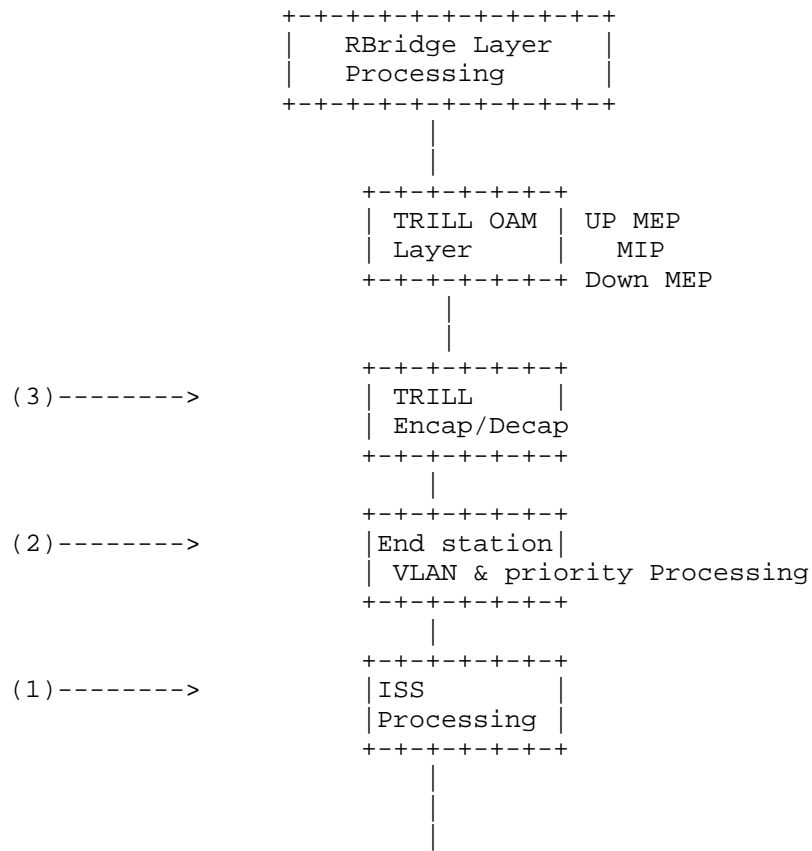 RBridge Layer
Processing
TRILL OAM UP MEP
Layer MIP
Down MEP
(3)--------> TRILL
Encap/Decap
(2)--------> End station
VLAN & priority Processing
(1)--------> ISS
Processing